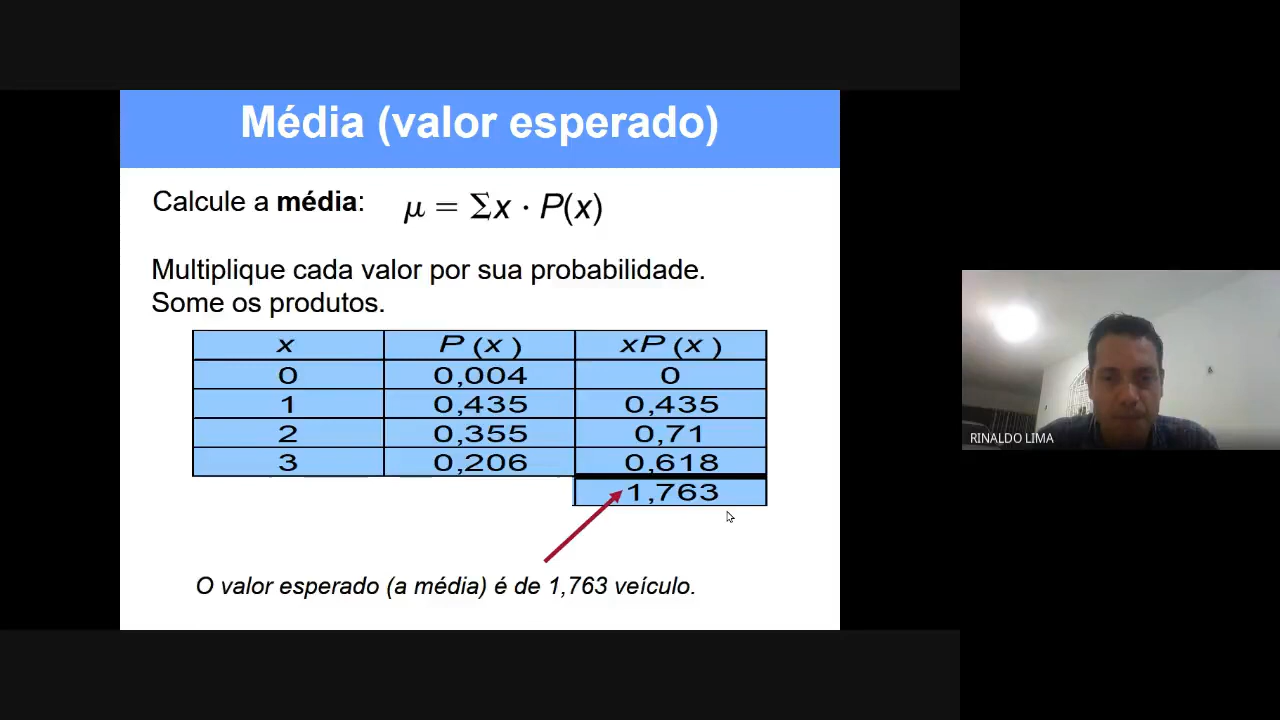 Média (valor esperado)
Calcule a média: μ = Σx · P(x)
Multiplique cada valor por sua probabilidade.
Some os produtos.
x P (x ) xP (x )
0 0,004 0
1 0,435 0,435
2 0,355 0,71
3 0,206 0,618
1,763
O valor esperado (a média) é de 1,763 veículo.
RINALDO LIMA